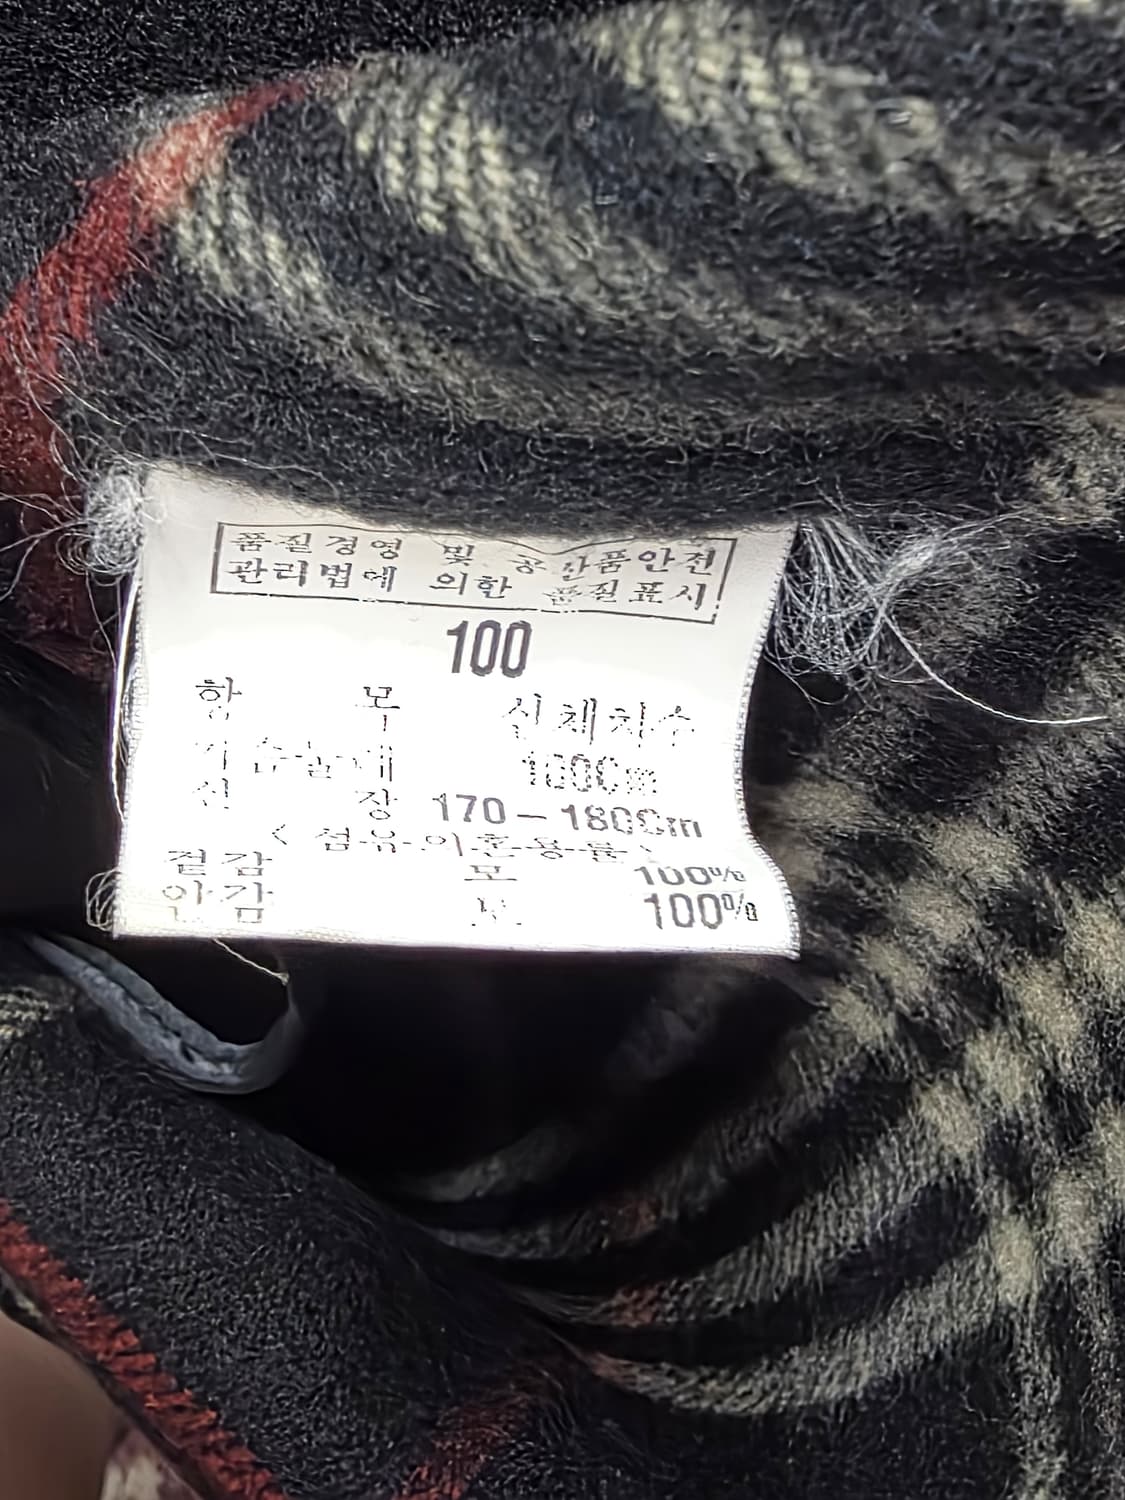 품질경영 및 공산품안전
관리법에 의한 품질표시
100
항 목 신체치수
가슴둘레 100Cm
신 장 170-180Cm
< 섬유의혼용률 >
겉감 모 100%
안감 100%